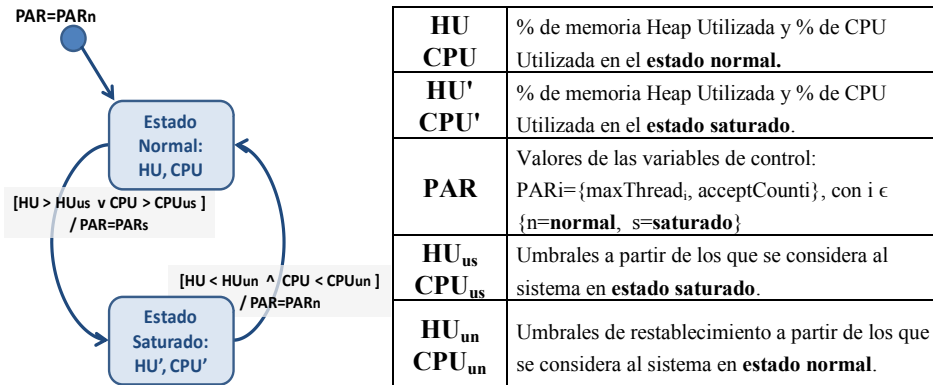 PAR=PARn
Estado
Normal:
HU, CPU
[HU > HUus v CPU > CPUus ]
/ PAR=PARs
[HU < HUun ^ CPU < CPUun ]
/ PAR=PARn
Estado
Saturado:
HU’, CPU’
HU
CPU
% de memoria Heap Utilizada y % de CPU
Utilizada en el estado normal.
HU'
CPU'
% de memoria Heap Utilizada y % de CPU
Utilizada en el estado saturado.
PAR
Valores de las variables de control:
PARi={maxThreadᵢ, acceptCounti}, con i ϵ
{n=normal, s=saturado}
HUus
CPUus
Umbrales a partir de los que se considera al
sistema en estado saturado.
HUun
CPUun
Umbrales de restablecimiento a partir de los que
se considera al sistema en estado normal.